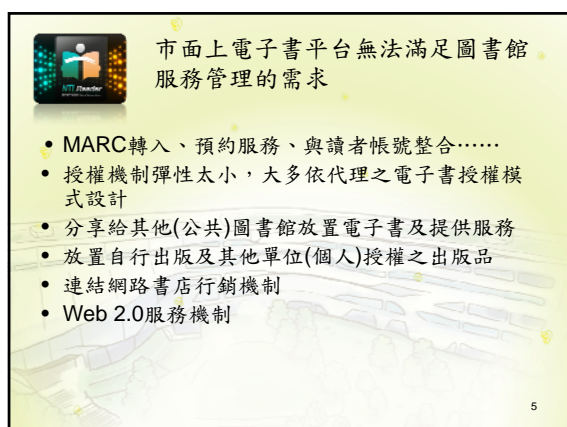 NTLReader
市面上電子書平台無法滿足圖書館
服務管理的需求
• MARC轉入、預約服務、與讀者帳號整合……
• 授權機制彈性太小，大多依代理之電子書授權模
式設計
• 分享給其他(公共)圖書館放置電子書及提供服務
• 放置自行出版及其他單位(個人)授權之出版品
• 連結網路書店行銷機制
• Web 2.0服務機制
5